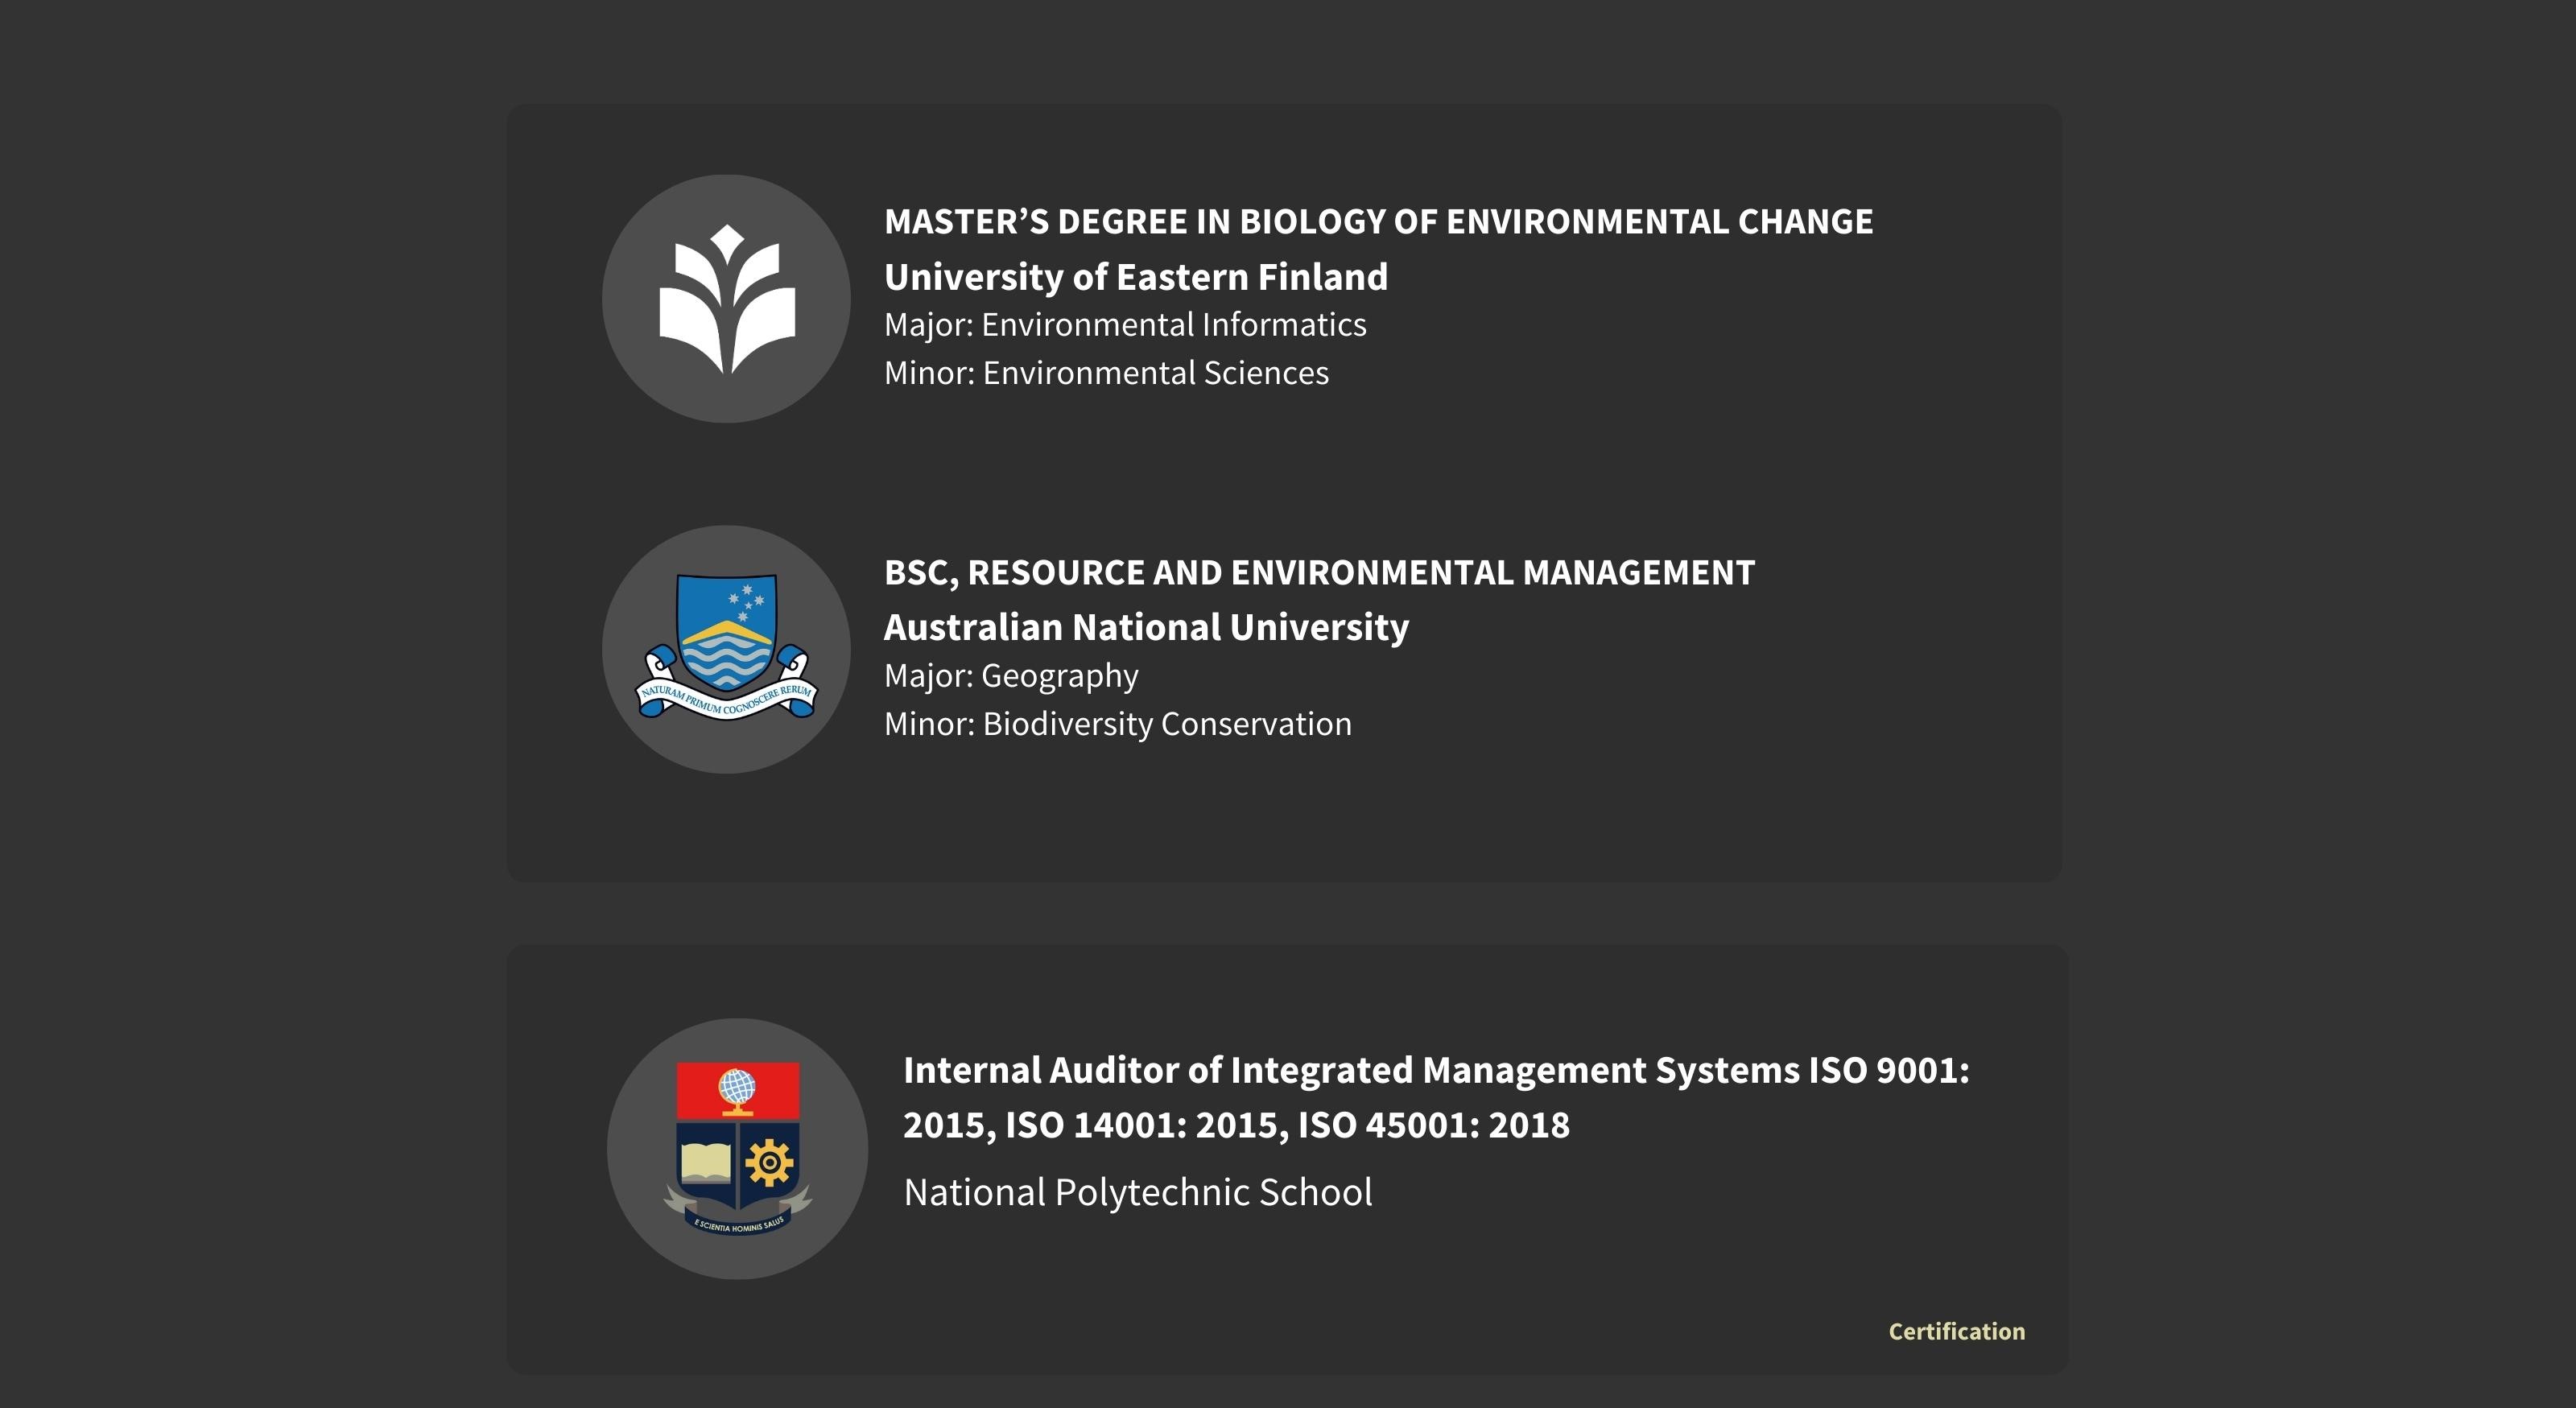 MASTER’S DEGREE IN BIOLOGY OF ENVIRONMENTAL CHANGE
University of Eastern Finland
Major: Environmental Informatics
Minor: Environmental Sciences
BSC, RESOURCE AND ENVIRONMENTAL MANAGEMENT
Australian National University
Major: Geography
Minor: Biodiversity Conservation
NATURAM PRIMUM COGNOSCERE RERUM
Internal Auditor of Integrated Management Systems ISO 9001:
2015, ISO 14001: 2015, ISO 45001: 2018
National Polytechnic School
E SCIENTIA HOMINIS SALUS
Certification